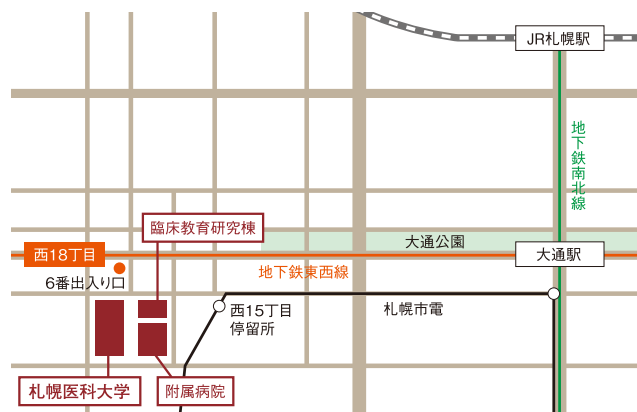 JR札幌駅
地下鉄南北線
臨床教育研究棟
大通公園
西18丁目
大通駅
地下鉄東西線
6番出入り口
西15丁目
停留所
札幌市電
札幌医科大学
附属病院